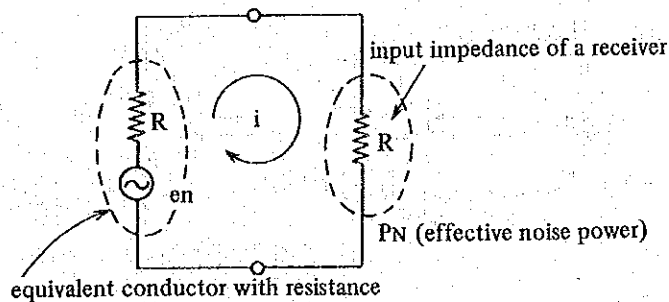 input impedance of a receiver
R
i
R
en
PN (effective noise power)
equivalent conductor with resistance